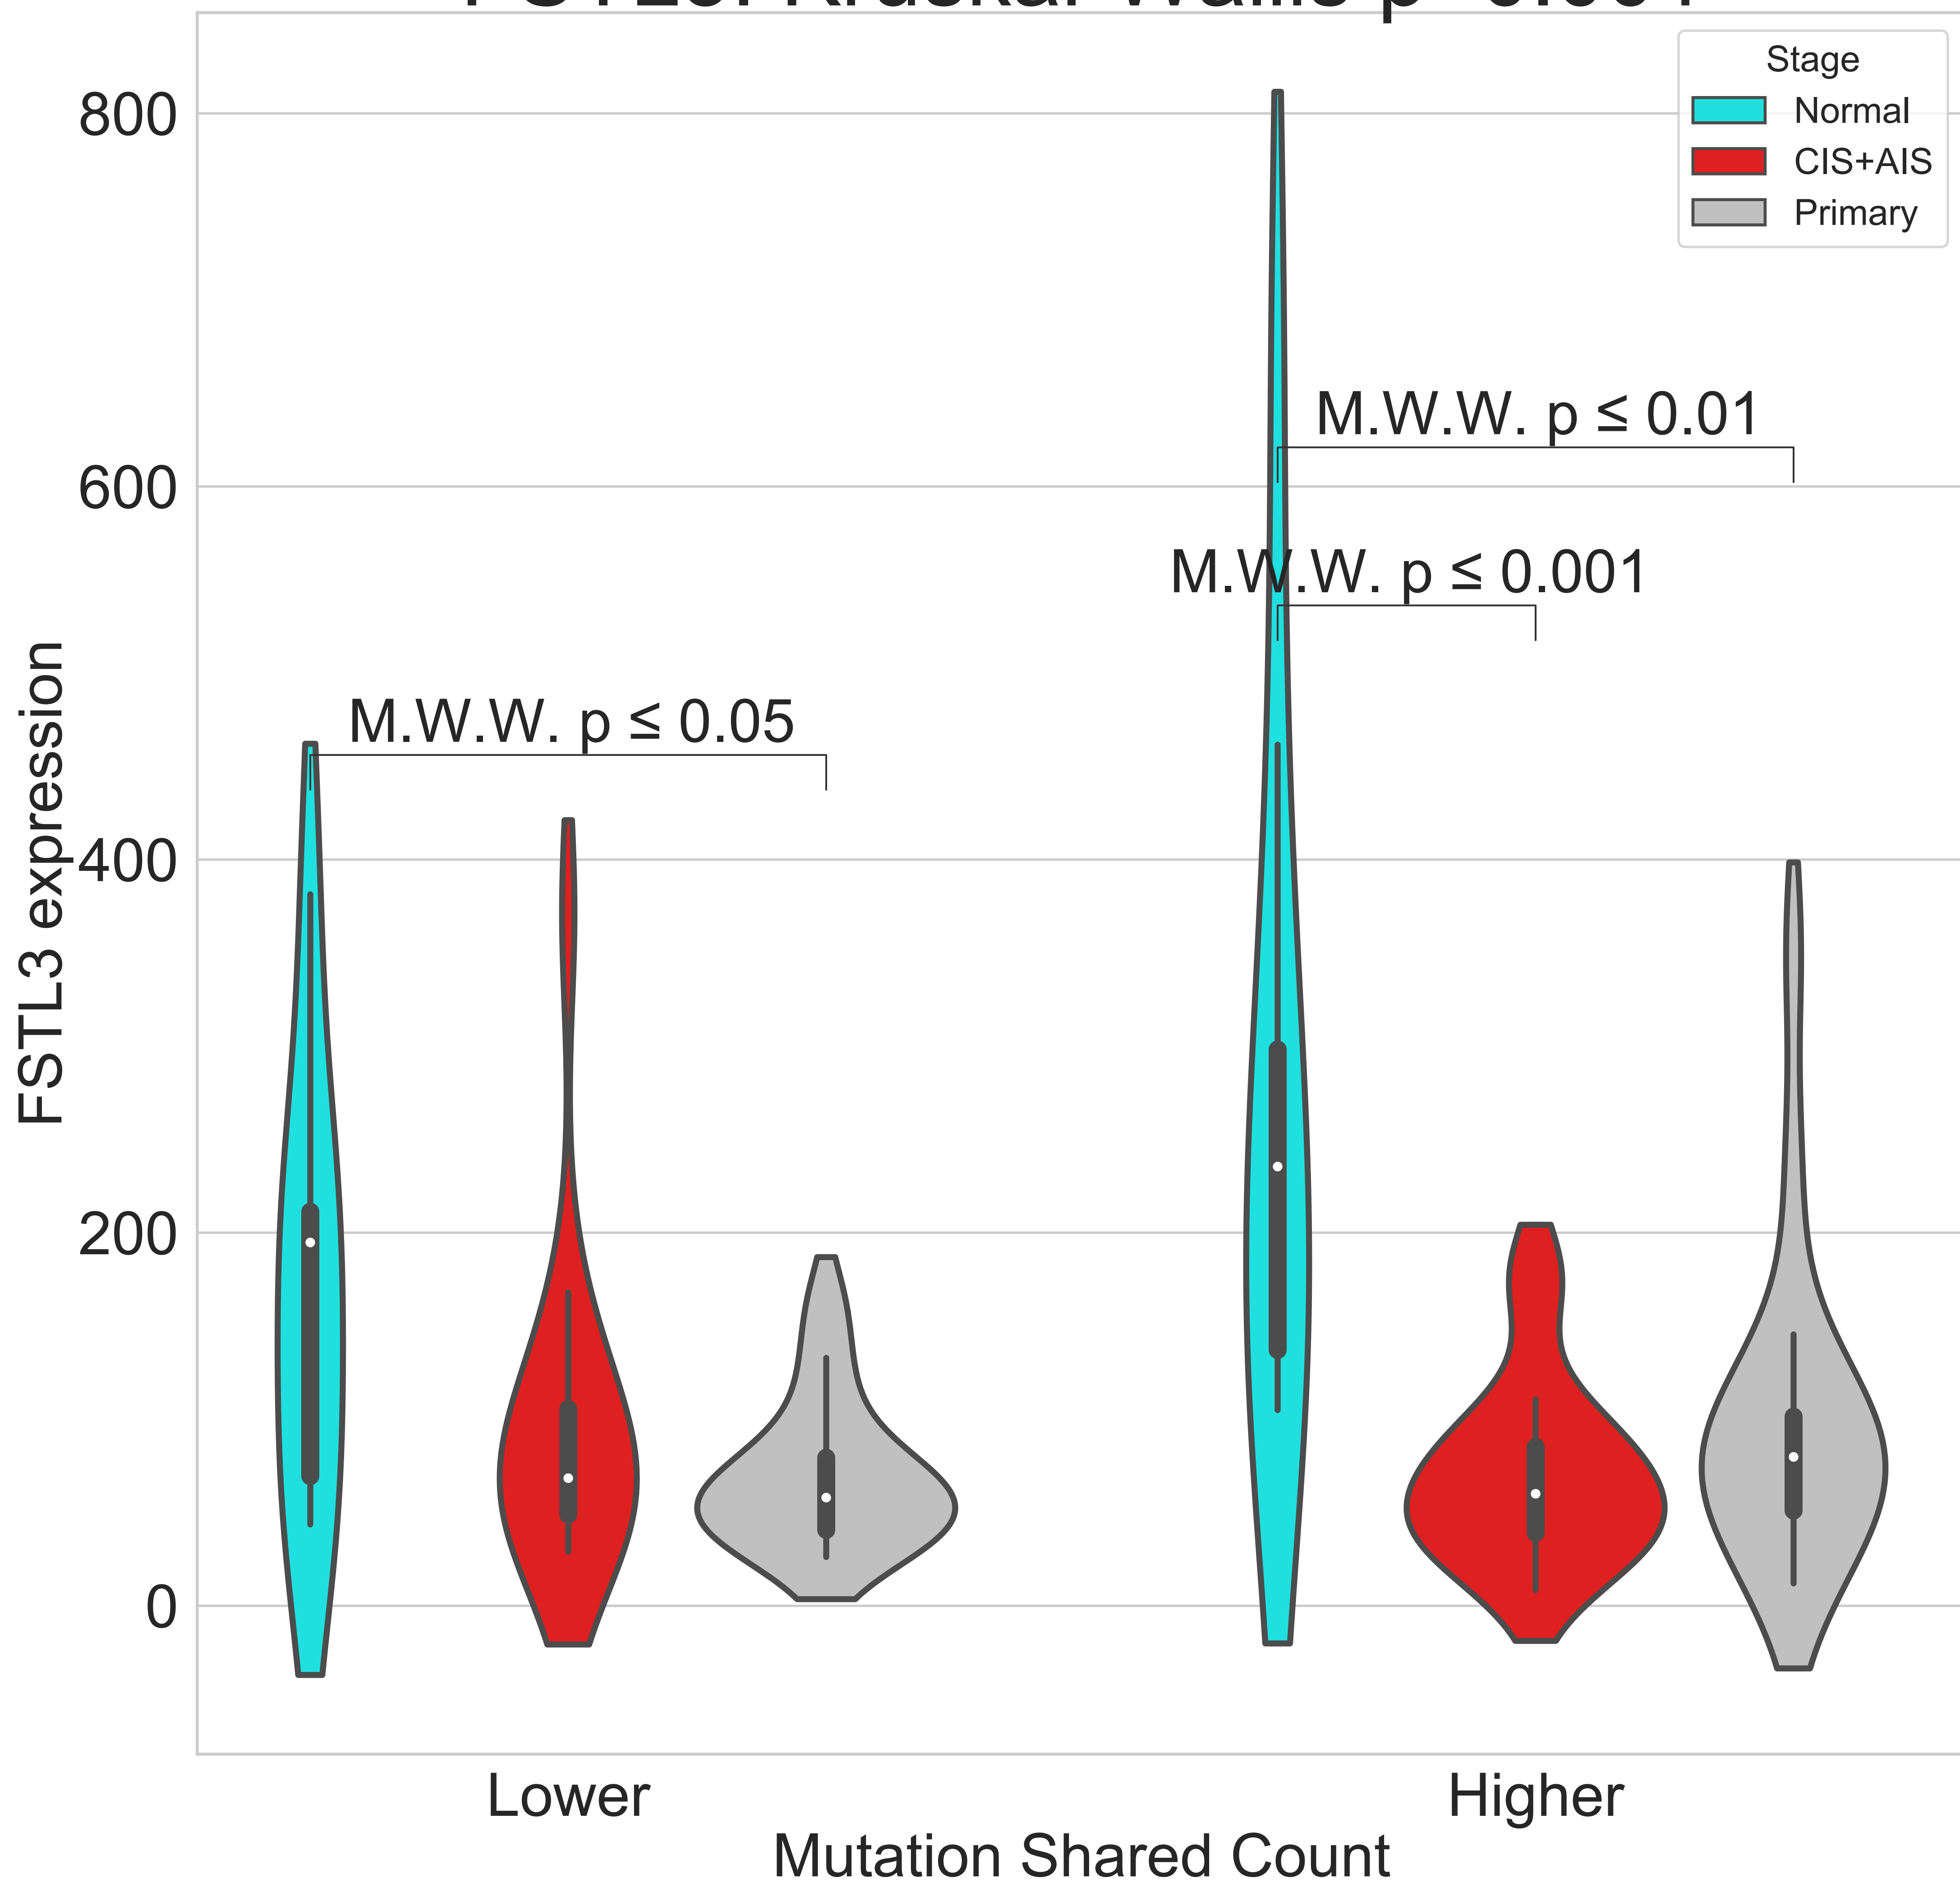 Stage
Normal
CIS+AIS
Primary
800
600
400
200
0
FSTL3 expression
M.W.W. p ≤ 0.01
M.W.W. p ≤ 0.001
M.W.W. p ≤ 0.05
Lower
Higher
Mutation Shared Count